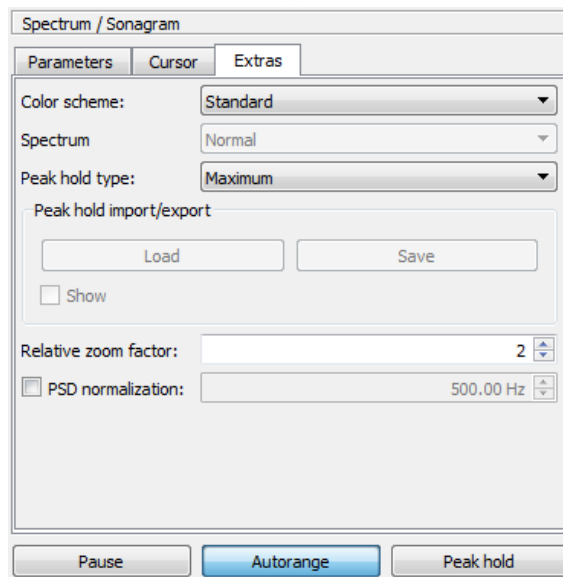 Spectrum / Sonagram
Parameters Cursor Extras
Color scheme: Standard
Spectrum Normal
Peak hold type: Maximum
Peak hold import/export
Load Save
Show
Relative zoom factor: 2
PSD normalization: 500.00 Hz
Pause Autorange Peak hold